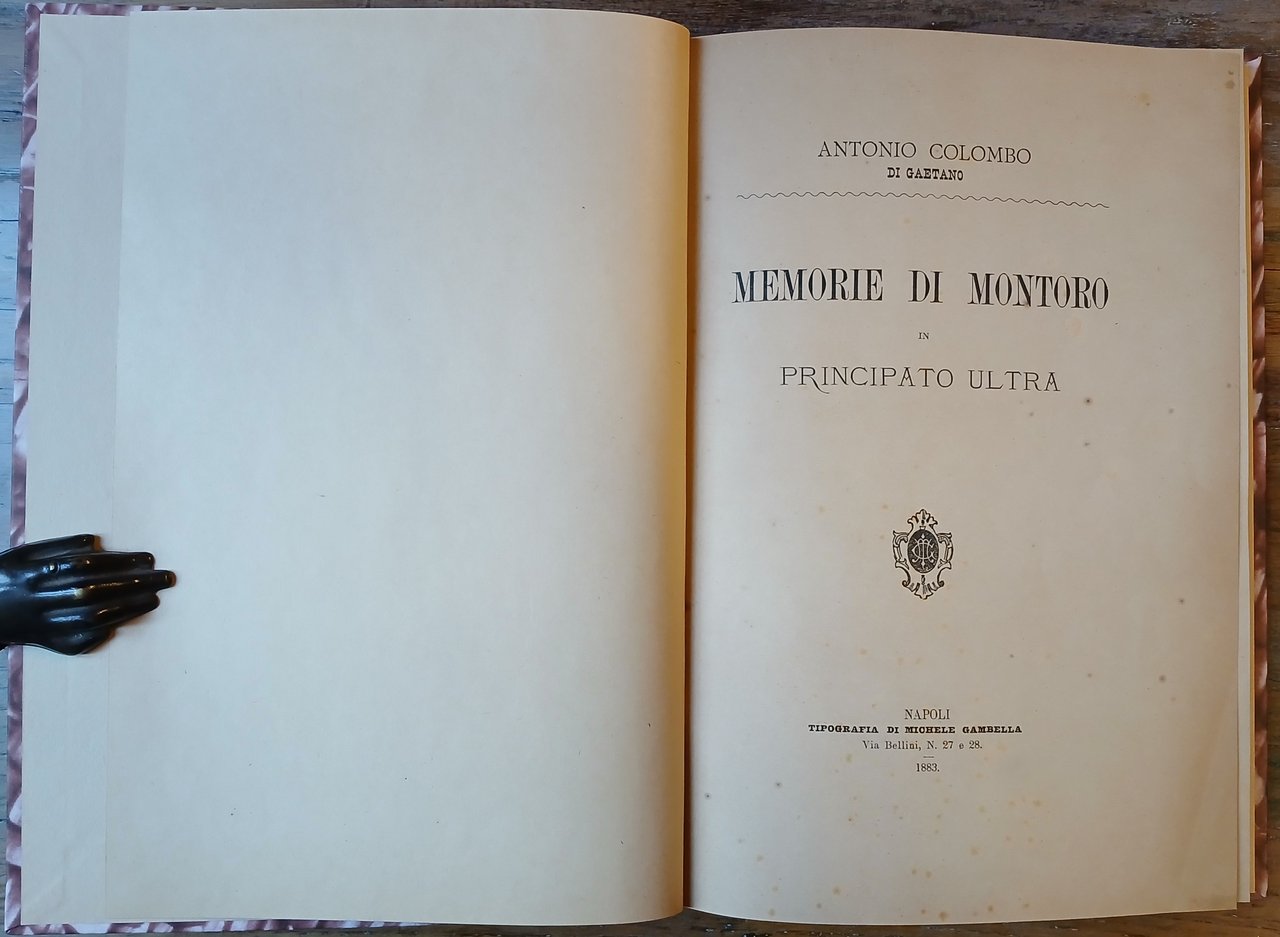 ANTONIO COLOMBO
DI GAETANO
MEMORIE DI MONTORO
IN
PRINCIPATO ULTRA
NAPOLI
TIPOGRAFIA DI MICHELE GAMBELLA
Via Bellini, N. 27 e 28.
1883.